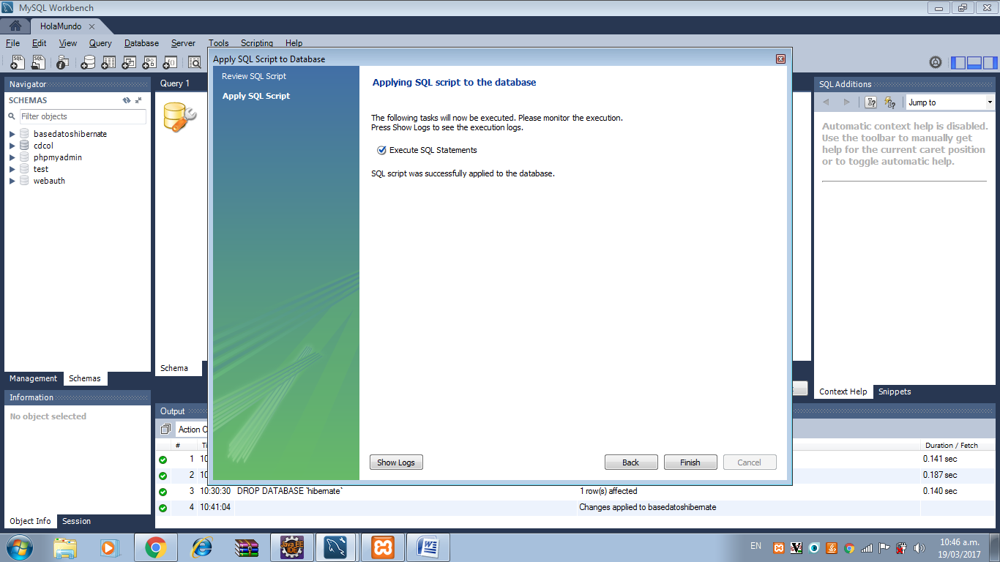 MySQL Workbench
HolaMundo
File Edit View Query Database Server Tools Scripting Help
Apply SQL Script to Database
Review SQL Script
Apply SQL Script
Applying SQL script to the database
The following tasks will now be executed. Please monitor the execution.
Press Show Logs to see the execution logs.
Execute SQL Statements
SQL script was successfully applied to the database.
Show Logs Back Finish Cancel
Navigator
SCHEMAS
Filter objects
basedatoshibernate
cdcol
phpmyadmin
test
webauth
Management Schemas
Information
No object selected
Object Info Session
Query 1
Schema
SQL Additions
Jump to
Automatic context help is disabled.
Use the toolbar to manually get
help for the current caret position
or to toggle automatic help.
Context Help Snippets
Output
Action
# Duration / Fetch
1 0.141 sec
2 0.187 sec
3 10:30:30 DROP DATABASE `hibernate` 1 row(s) affected 0.140 sec
4 10:41:04 Changes applied to basedatoshibernate
Java EE
IDE
EN
10:46 a.m.
19/03/2017